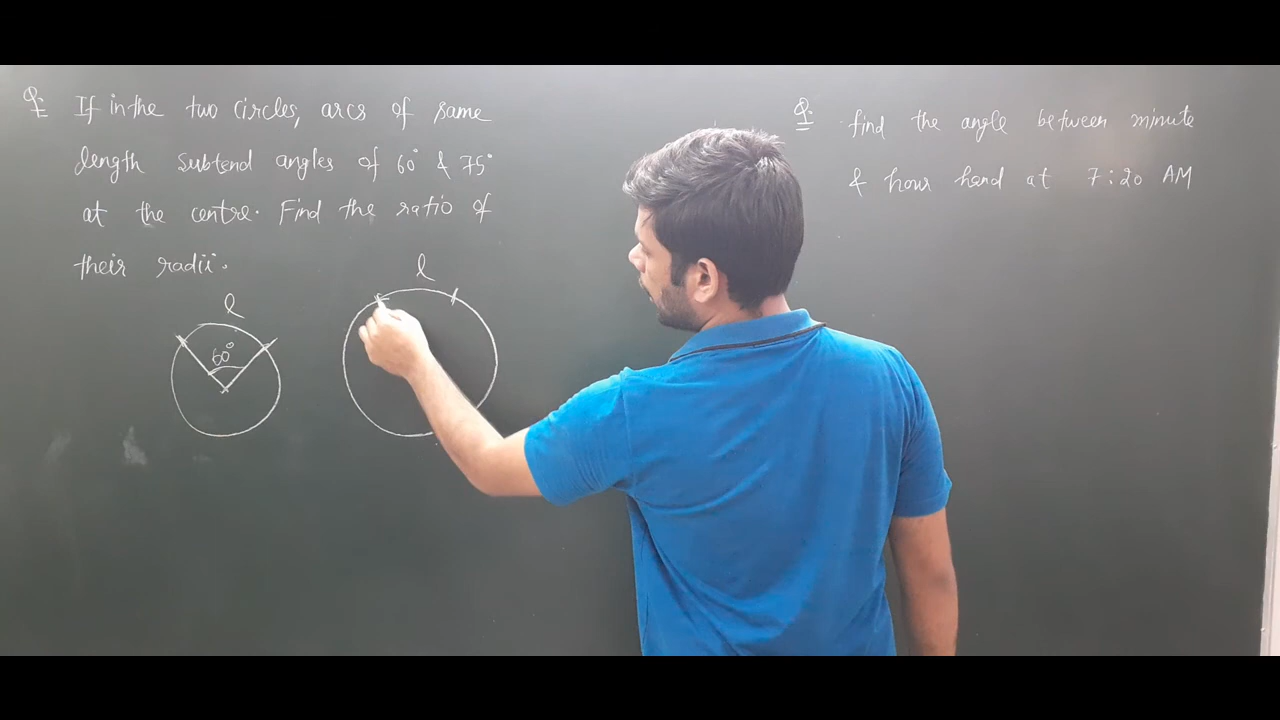 Q: If in the two circles, arcs of same
length subtend angles of 60° & 75°
at the centre. Find the ratio of
their radii.
l
60°
l
Q: find the angle between minute
& hour hand at 7:20 AM